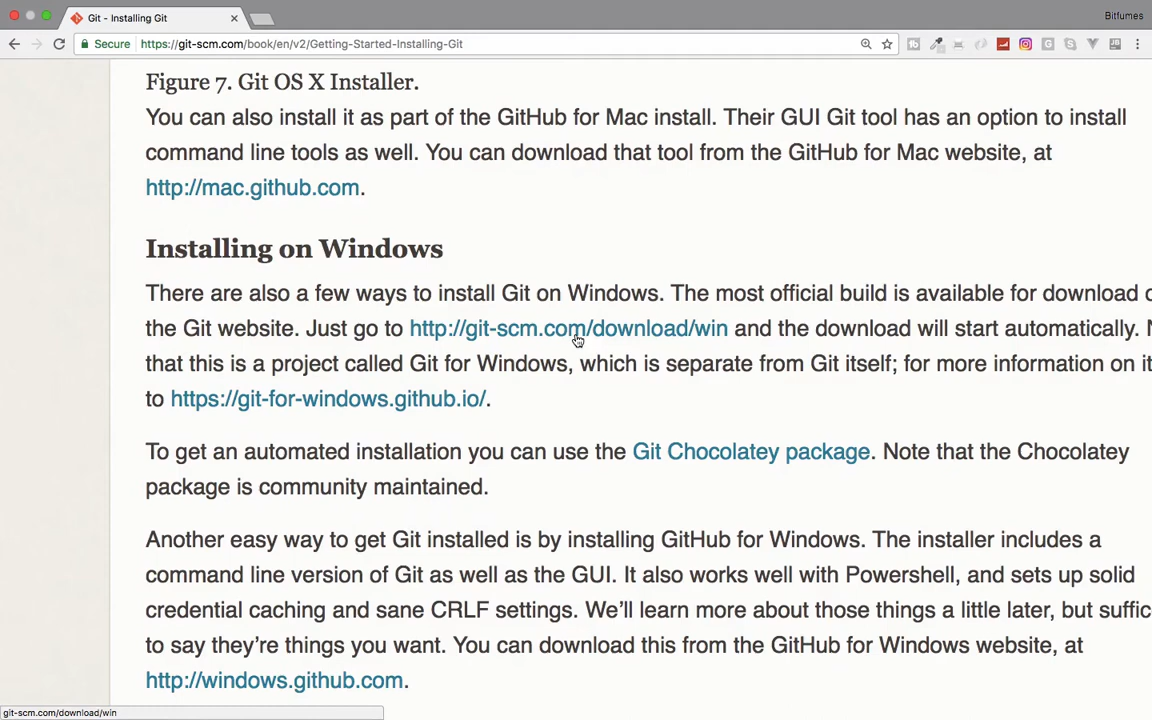 Git - Installing Git
Bitfumes
Secure https://git-scm.com/book/en/v2/Getting-Started-Installing-Git
Figure 7. Git OS X Installer.
You can also install it as part of the GitHub for Mac install. Their GUI Git tool has an option to install
command line tools as well. You can download that tool from the GitHub for Mac website, at
http://mac.github.com.
Installing on Windows
There are also a few ways to install Git on Windows. The most official build is available for download
the Git website. Just go to http://git-scm.com/download/win and the download will start automatically.
that this is a project called Git for Windows, which is separate from Git itself; for more information on it
to https://git-for-windows.github.io/.
To get an automated installation you can use the Git Chocolatey package. Note that the Chocolatey
package is community maintained.
Another easy way to get Git installed is by installing GitHub for Windows. The installer includes a
command line version of Git as well as the GUI. It also works well with Powershell, and sets up solid
credential caching and sane CRLF settings. We'll learn more about those things a little later, but suffic
to say they're things you want. You can download this from the GitHub for Windows website, at
http://windows.github.com.
git-scm.com/download/win